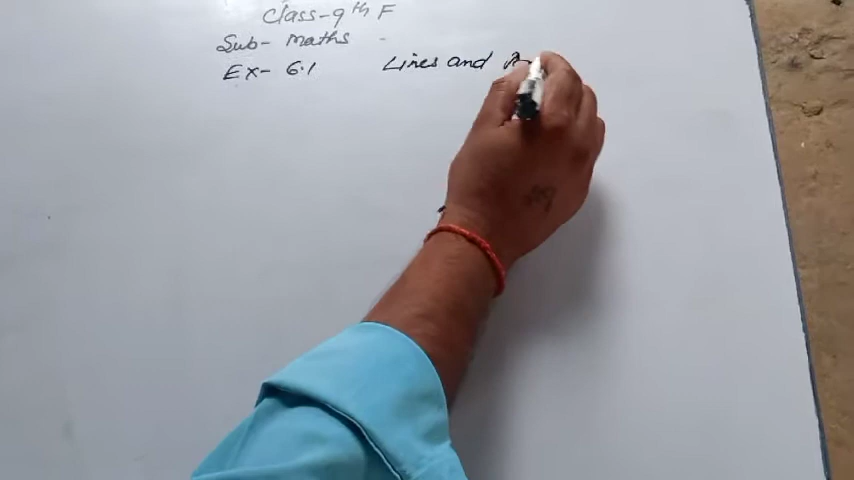 Class-9th F
Sub- Maths -
Ex- 6.1 Lines and